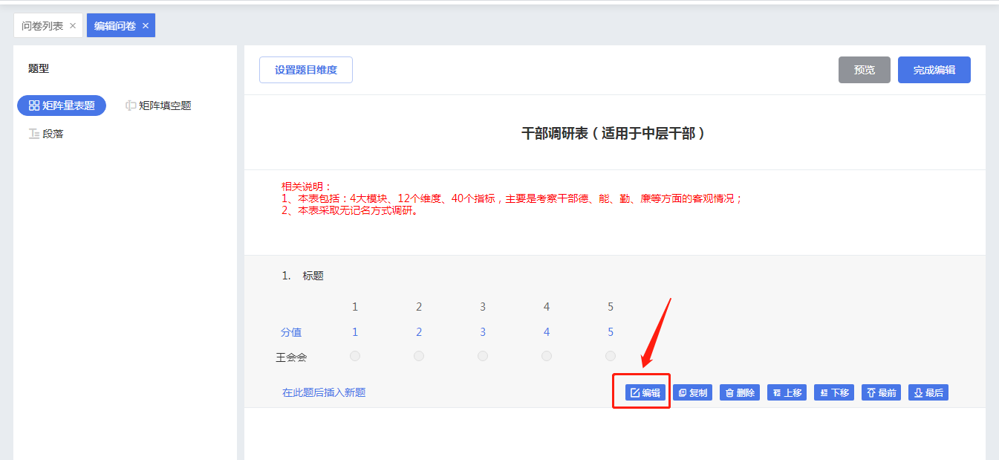 问卷列表 × 编辑问卷 ×
题型
矩阵量表题 矩阵填空题
段落
设置题目维度 预览 完成编辑
干部调研表（适用于中层干部）
相关说明：
1、本表包括：4大模块、12个维度、40个指标，主要是考察干部德、能、勤、廉等方面的客观情况；
2、本表采取无记名方式调研。
1. 标题
1 2 3 4 5
分值 1 2 3 4 5
王会会
在此题后插入新题 编辑 复制 删除 上移 下移 最前 最后